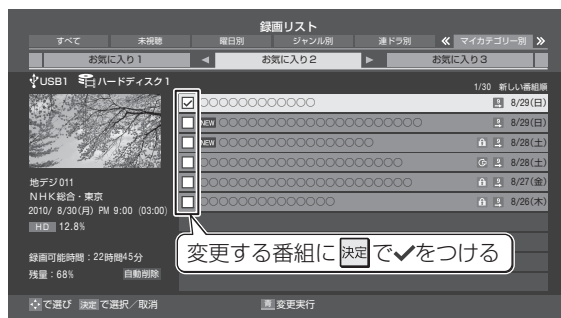 録画リスト
すべて 未視聴 曜日別 ジャンル別 連ドラ別 ≪ マイカテゴリー別 ≫
お気に入り1 ◀ お気に入り2 ▶ お気に入り3
USB1 ハードディスク1
1/30 新しい番組順
○○○○○○○○○○○○ 8/29(日)
NEW ○○○○○○○○○○○○○○○○○○○○○ 8/29(日)
NEW ○○○○○○○○○○○○○○○○ 8/28(土)
○○○○○○○○○○○○○○○○○○○○○ 8/28(土)
○○○○○○○○○○○○○○○○○○○○○○ 8/27(金)
○○○○○○○○○○○○○○ 8/26(木)
地デジ011
NHK総合・東京
2010/ 8/30(月) PM 9:00 (03:00)
HD 12.8%
変更する番組に 決定 で✓をつける
録画可能時間:22時間45分
残量:68% 自動削除
で選び 決定 で選択/取消 青 変更実行